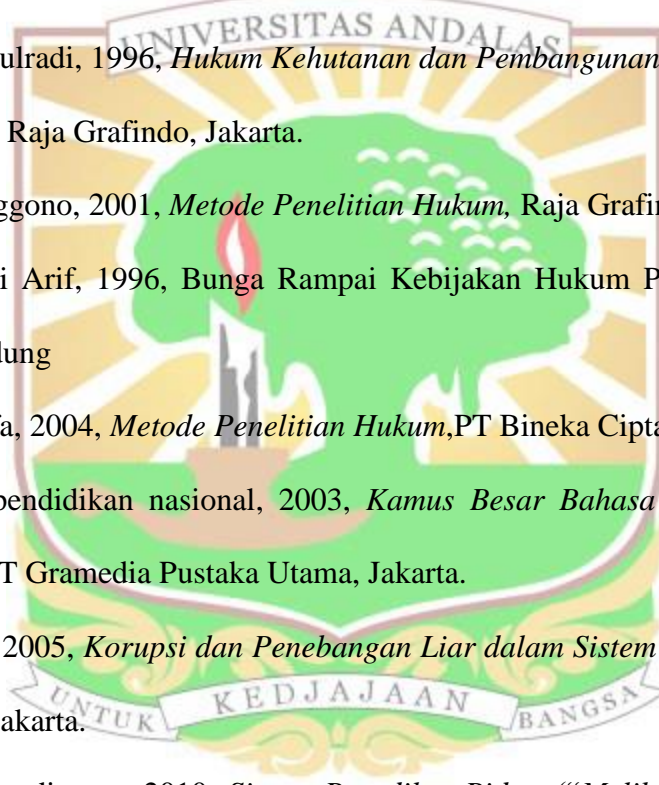 UNIVERSITAS ANDALAS
ulradi, 1996, Hukum Kehutanan dan Pembangunan
Raja Grafindo, Jakarta.
ggono, 2001, Metode Penelitian Hukum, Raja Grafin
i Arif, 1996, Bunga Rampai Kebijakan Hukum P
dung
fa, 2004, Metode Penelitian Hukum,PT Bineka Cipta
pendidikan nasional, 2003, Kamus Besar Bahasa
T Gramedia Pustaka Utama, Jakarta.
2005, Korupsi dan Penebangan Liar dalam Sistem
akarta.
UNTUK KEDJAJAAN BANGSA